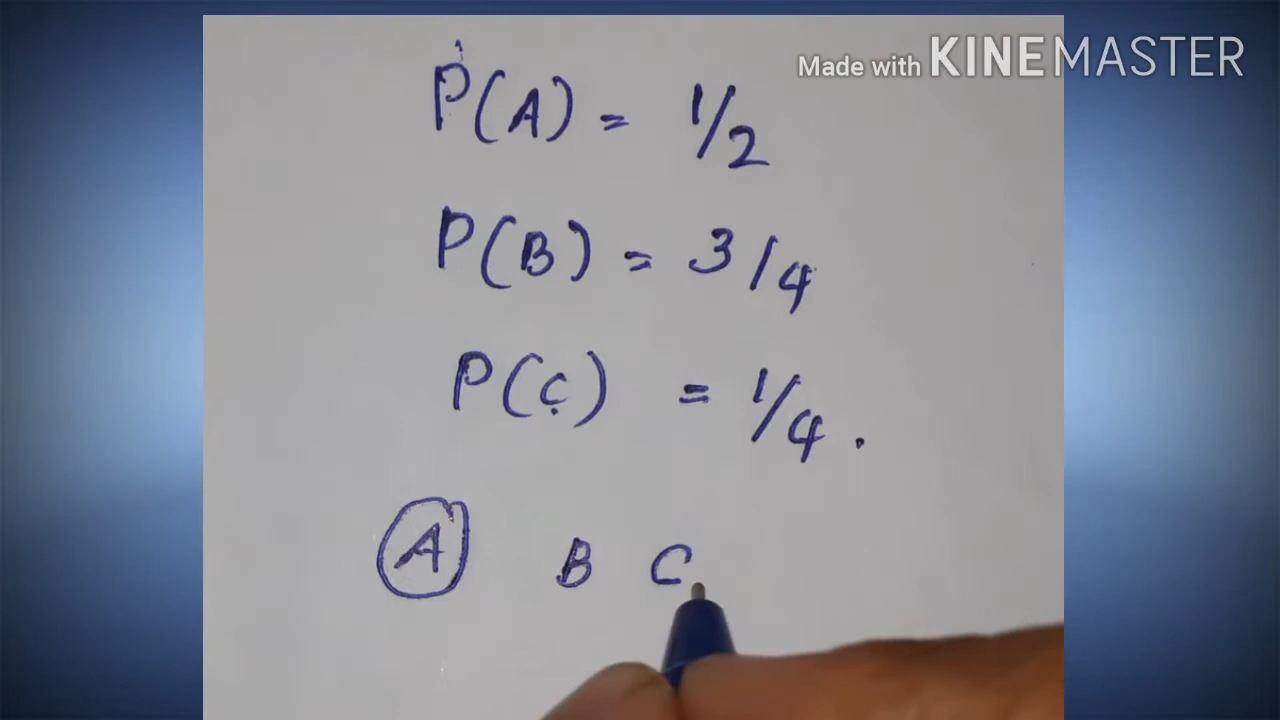 Made with KINEMASTER
P(A) = 1/2
P(B) = 3/4
P(C) = 1/4.
A B C